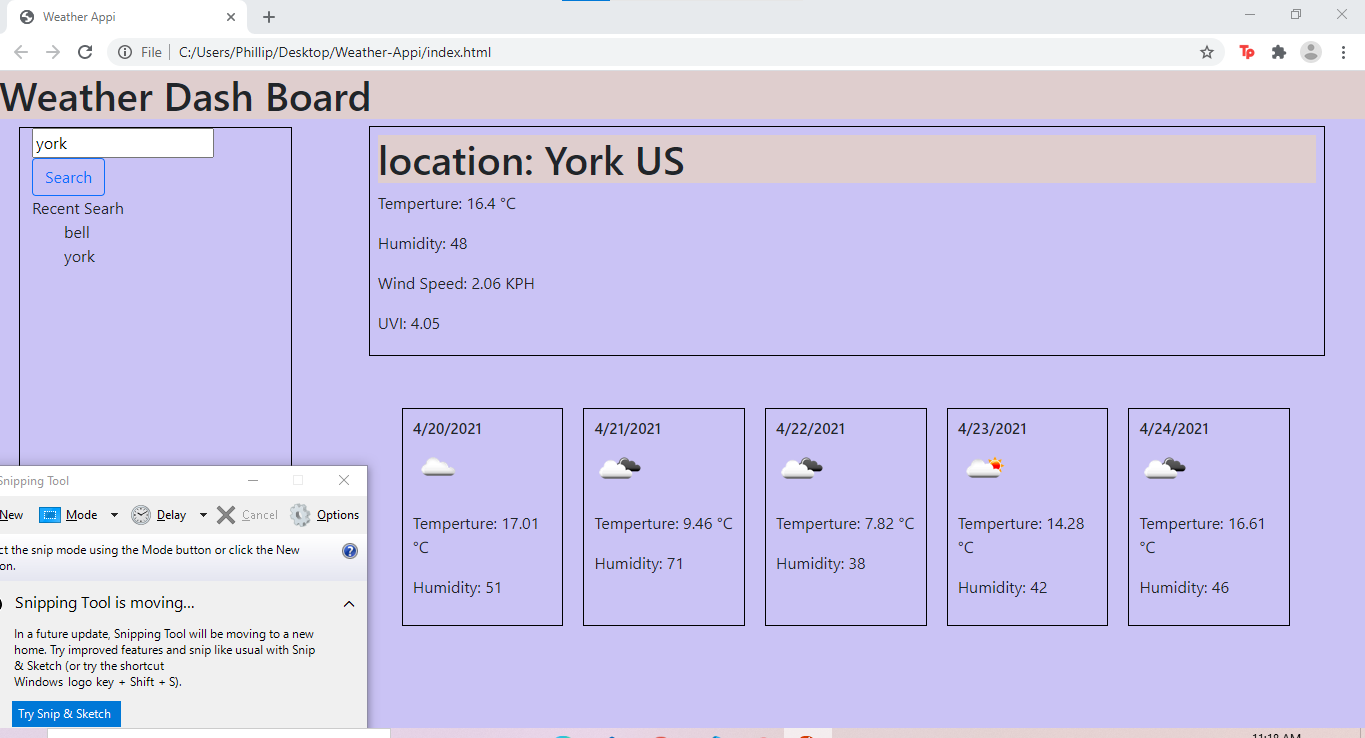 Weather Appi
File
C:/Users/Phillip/Desktop/Weather-Appi/index.html
Tp
Weather Dash Board
york
Search
Recent Searh
bell
york
location: York US
Temperture: 16.4 °C
Humidity: 48
Wind Speed: 2.06 KPH
UVI: 4.05
4/20/2021
Temperture: 17.01
°C
Humidity: 51
4/21/2021
Temperture: 9.46 °C
Humidity: 71
4/22/2021
Temperture: 7.82 °C
Humidity: 38
4/23/2021
Temperture: 14.28
°C
Humidity: 42
4/24/2021
Temperture: 16.61
°C
Humidity: 46
Snipping Tool
New Mode Delay Cancel Options
ct the snip mode using the Mode button or click the New
on.
Snipping Tool is moving...
In a future update, Snipping Tool will be moving to a new
home. Try improved features and snip like usual with Snip
& Sketch (or try the shortcut
Windows logo key + Shift + S).
Try Snip & Sketch
11:18 AM